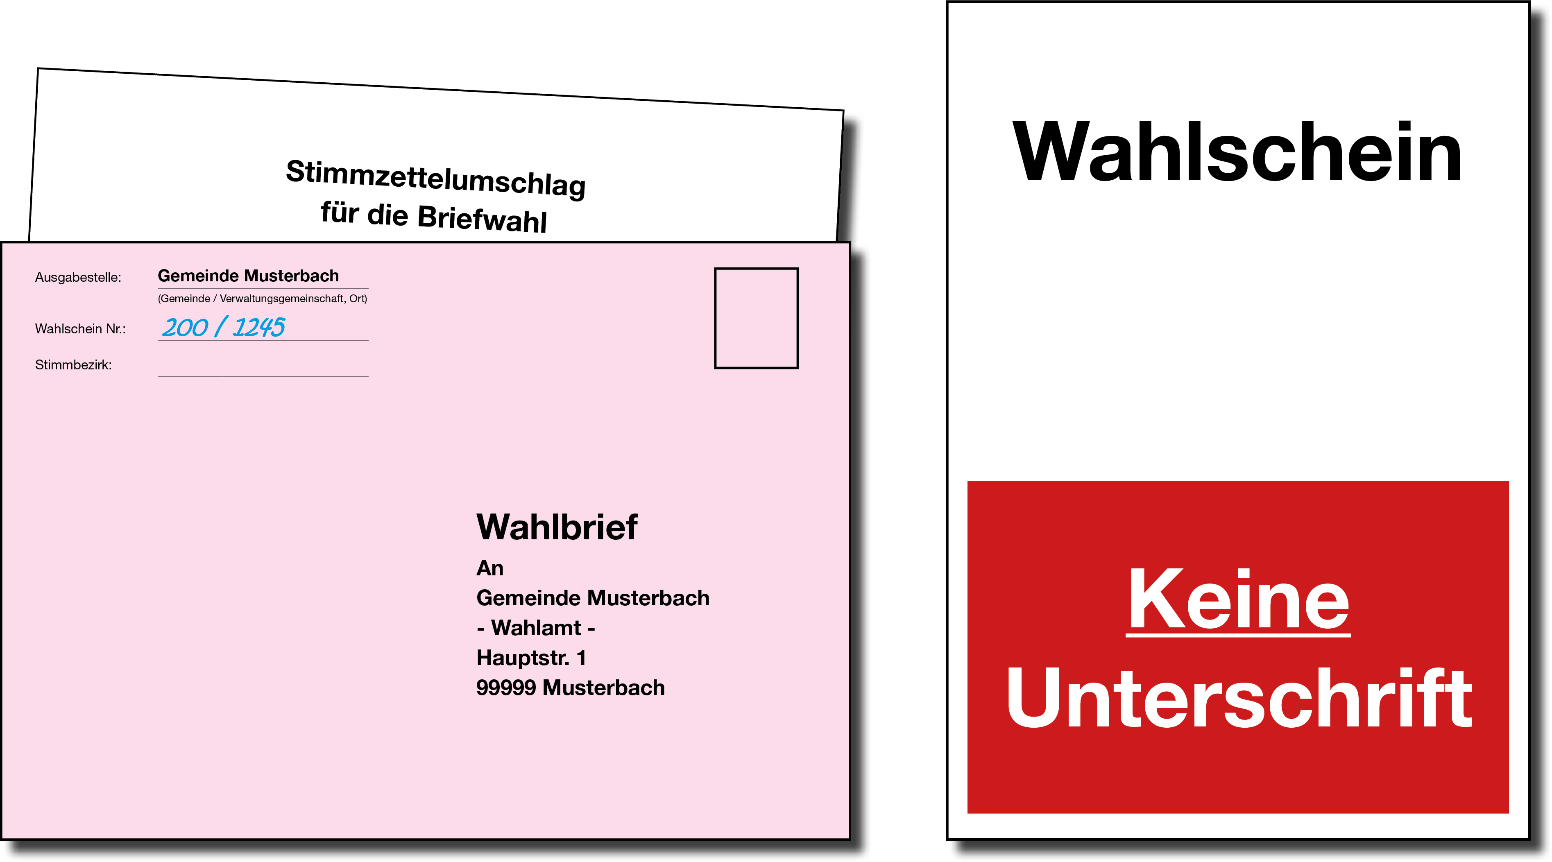 Stimmzettelumschlag
für die Briefwahl
Ausgabestelle: Gemeinde Musterbach
(Gemeinde / Verwaltungsgemeinschaft, Ort)
Wahlschein Nr.: 200 / 1245
Stimmbezirk:
Wahlbrief
An
Gemeinde Musterbach
- Wahlamt -
Hauptstr. 1
99999 Musterbach
Wahlschein
Keine
Unterschrift